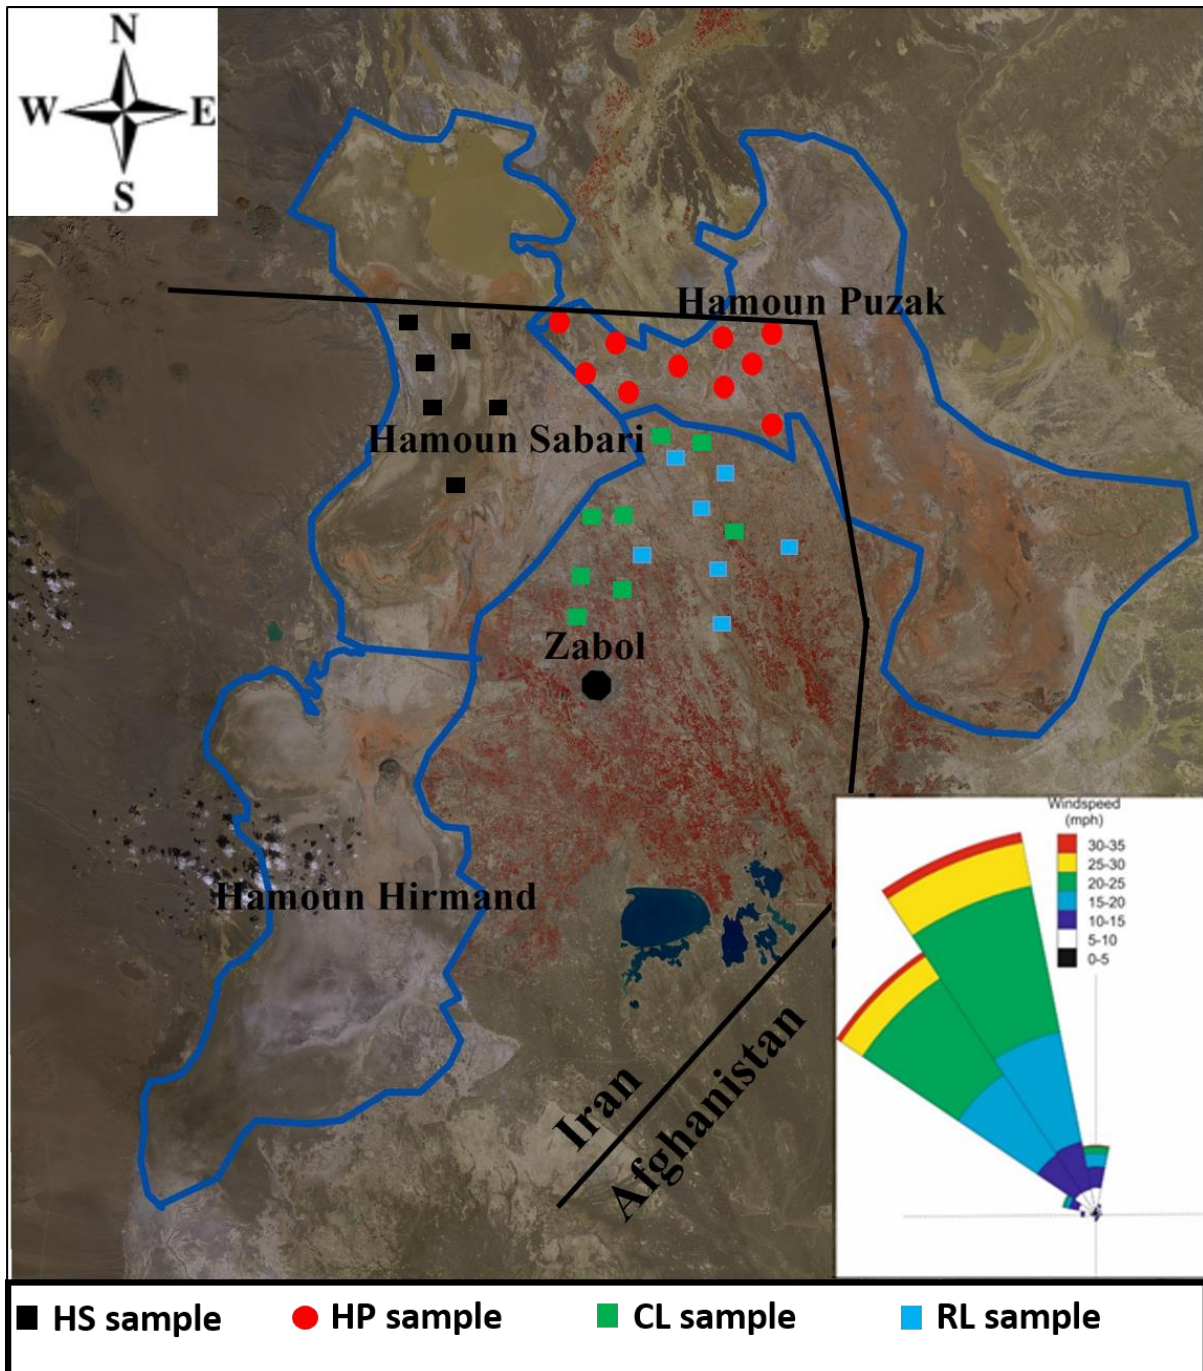 N
W E
S
Hamoun Puzak
Hamoun Sabari
Zabol
Hamoun Hirmand
Iran
Afghanistan
Windspeed
(mph)
30-35
25-30
20-25
15-20
10-15
5-10
0-5
HS sample HP sample CL sample RL sample